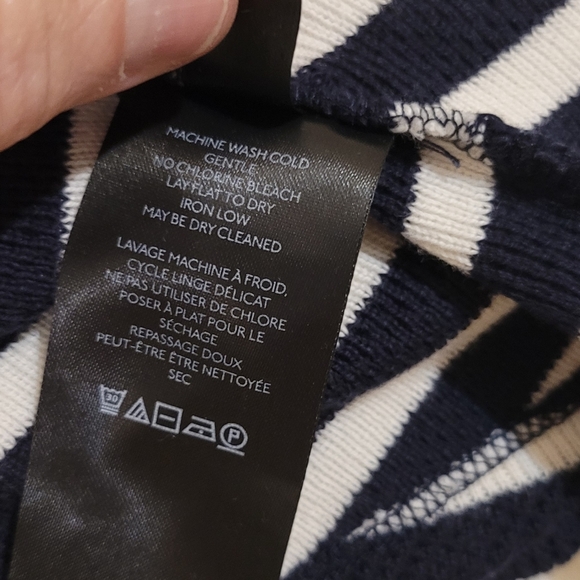 MACHINE WASH COLD
GENTLE
NO CHLORINE BLEACH
LAY FLAT TO DRY
IRON LOW
MAY BE DRY CLEANED
LAVAGE MACHINE À FROID,
CYCLE LINGE DÉLICAT
NE PAS UTILISER DE CHLORE
POSER À PLAT POUR LE
SÉCHAGE
REPASSAGE DOUX
PEUT-ÊTRE ÊTRE NETTOYÉE
SEC
30 P